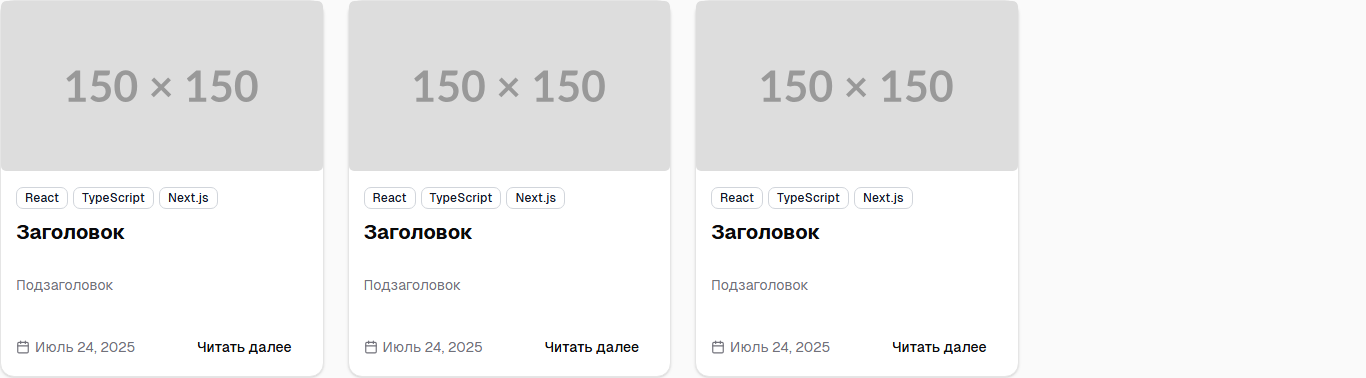 150 × 150
React TypeScript Next.js
Заголовок
Подзаголовок
Июль 24, 2025 Читать далее
150 × 150
React TypeScript Next.js
Заголовок
Подзаголовок
Июль 24, 2025 Читать далее
150 × 150
React TypeScript Next.js
Заголовок
Подзаголовок
Июль 24, 2025 Читать далее